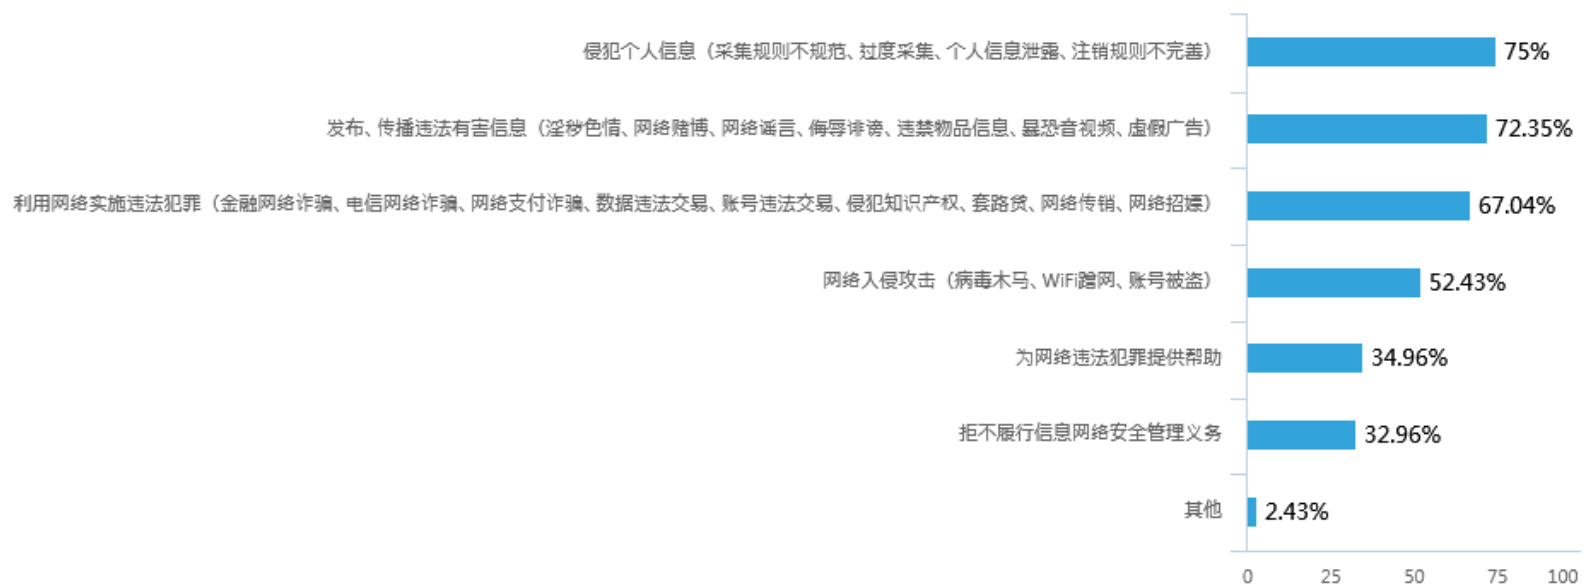 侵犯个人信息（采集规则不规范、过度采集、个人信息泄露、注销规则不完善） 75%
发布、传播违法有害信息（淫秽色情、网络赌博、网络谣言、侮辱诽谤、违禁物品信息、暴恐音视频、虚假广告） 72.35%
利用网络实施违法犯罪（金融网络诈骗、电信网络诈骗、网络支付诈骗、数据违法交易、账号违法交易、侵犯知识产权、套路贷、网络传销、网络招嫖） 67.04%
网络入侵攻击（病毒木马、WiFi蹭网、账号被盗） 52.43%
为网络违法犯罪提供帮助 34.96%
拒不履行信息网络安全管理义务 32.96%
其他 2.43%
0 25 50 75 100